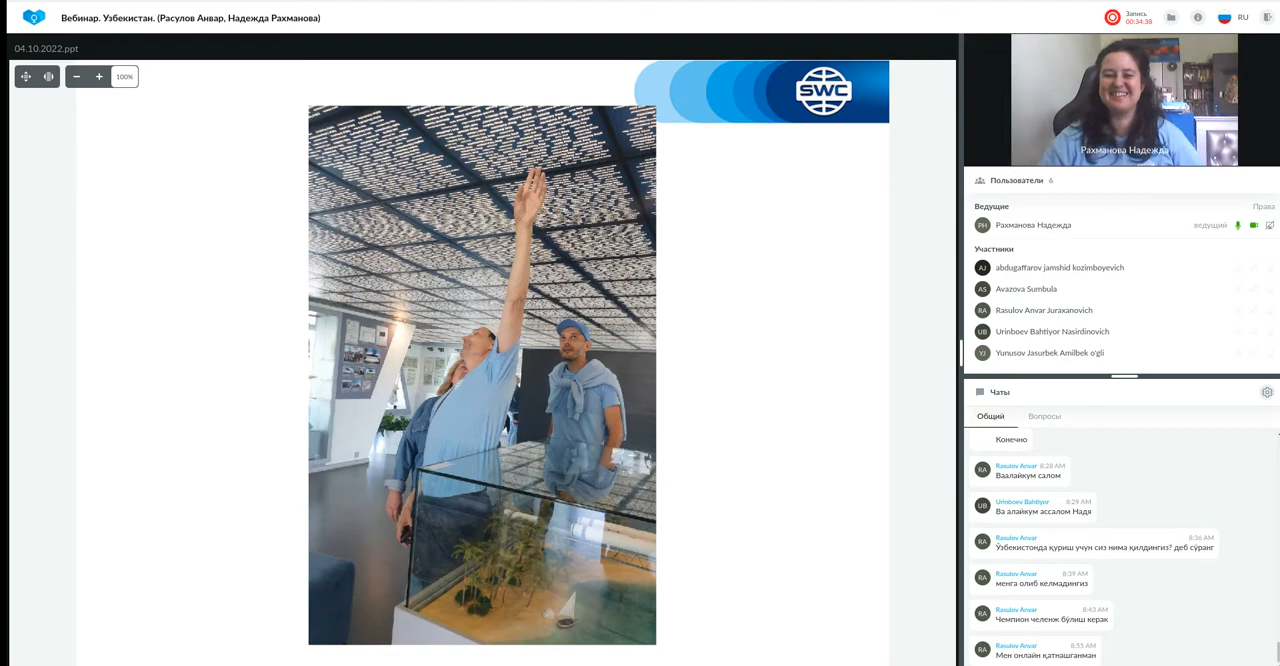 Вебинар. Узбекистан. (Расулов Анвар, Надежда Рахманова)
Запись
00:34:38
RU
04.10.2022.ppt
100%
SWC
Рахманова Надежда
Пользователи 6
Ведущие
Права
PH
Рахманова Надежда
ведущий
Участники
AJ
abdugaffarov jamshid kozimboyevich
AS
Avazova Sumbula
RA
Rasulov Anvar Juraxanovich
UB
Urinboev Bahtiyor Nasirdinovich
YJ
Yunusov Jasurbek Amilbek o'gli
Чаты
Общий
Вопросы
Конечно
RA
Rasulov Anvar 8:28 AM
Ваалайкум салом
UB
Urinboev Bahtiyor 8:29 AM
Ва алайкум ассалом Надя
RA
Rasulov Anvar 8:36 AM
Ўзбекистонда қуриш учун сиз нима қилдингиз? деб сўранг
RA
Rasulov Anvar 8:39 AM
менга олиб келмадингиз
RA
Rasulov Anvar 8:43 AM
Чемпион челенж бўлиш керак
RA
Rasulov Anvar 8:55 AM
Мен онлайн қатнашганман